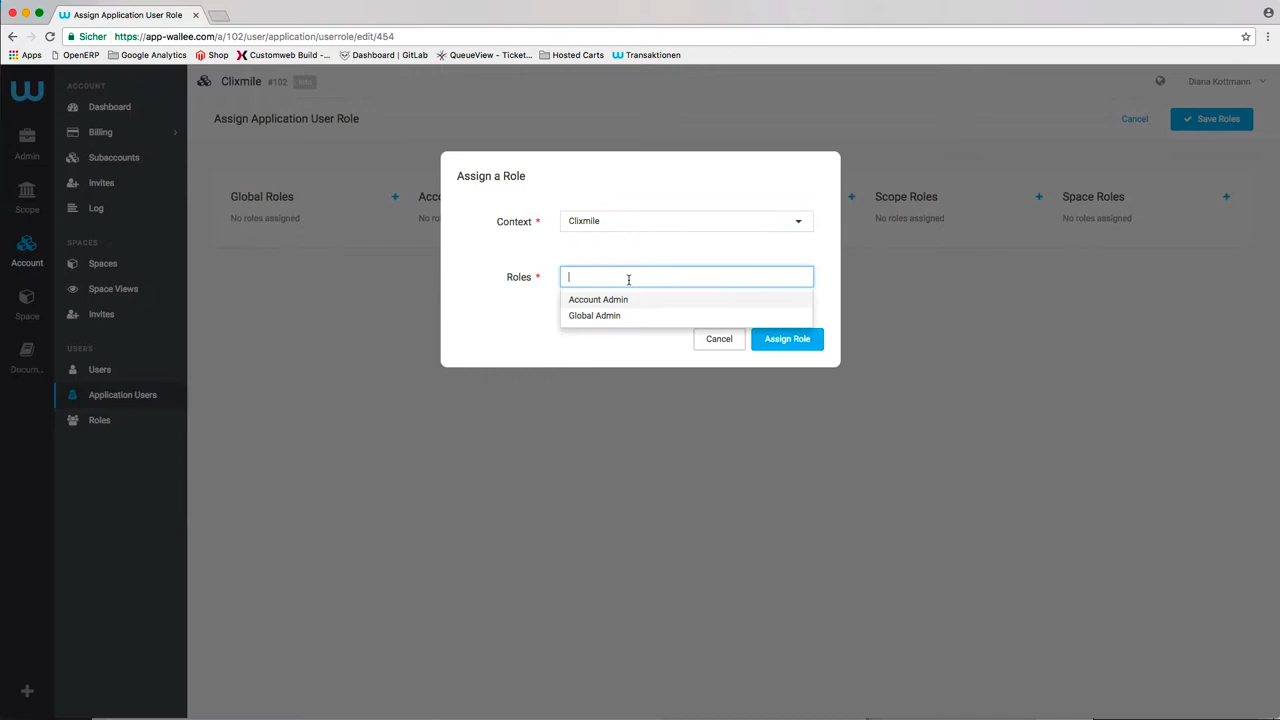 Assign Application User Role
Sicher
https://app-wallee.com/a/102/user/application/userrole/edit/454
Apps
OpenERP
Google Analytics
Shop
Customweb Build -...
Dashboard | GitLab
QueueView - Ticket...
Hosted Carts
Transaktionen
Admin
Scope
Account
Space
Docum...
ACCOUNT
Dashboard
Billing
Subaccounts
Invites
Log
SPACES
Spaces
Space Views
Invites
USERS
Users
Application Users
Roles
Clixmile #102
Diana Kottmann
Assign Application User Role
Cancel
Save Roles
Global Roles
No roles assigned
Acc
No ro
Scope Roles
No roles assigned
Space Roles
No roles assigned
Assign a Role
Context *
Clixmile
Roles *
Account Admin
Global Admin
Cancel
Assign Role